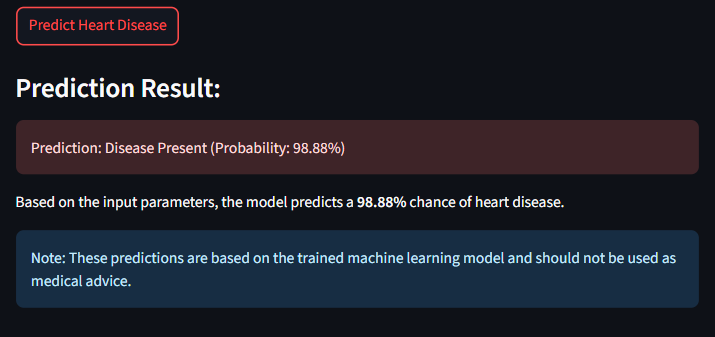 Predict Heart Disease
Prediction Result:
Prediction: Disease Present (Probability: 98.88%)
Based on the input parameters, the model predicts a 98.88% chance of heart disease.
Note: These predictions are based on the trained machine learning model and should not be used as
medical advice.